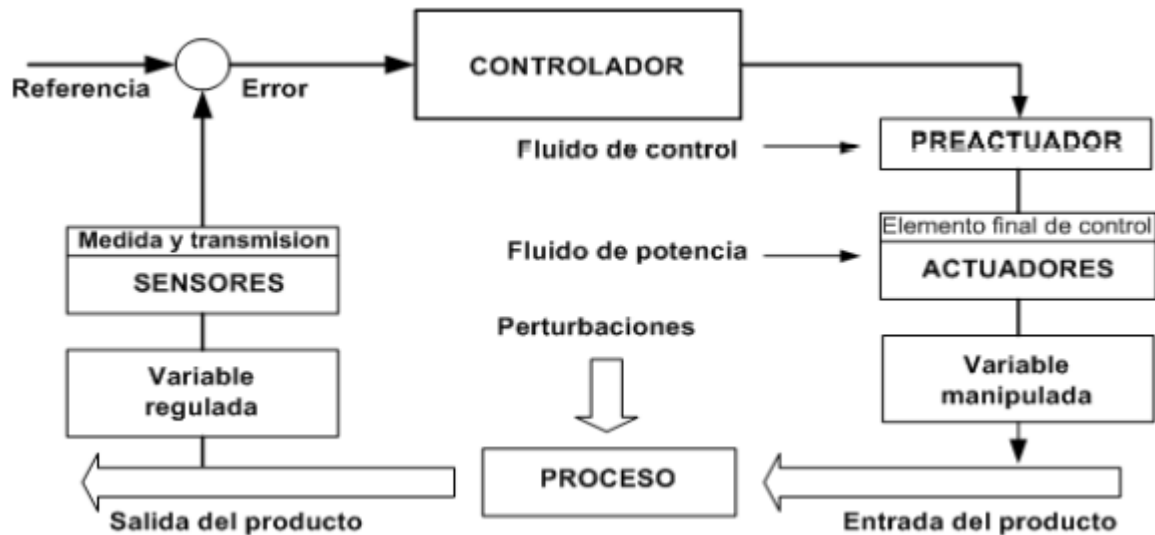 CONTROLADOR
Referencia
Error
PREACTUADOR
Fluido de control
Medida y transmision
SENSORES
Elemento final de control
ACTUADORES
Fluido de potencia
Perturbaciones
Variable
regulada
Variable
manipulada
PROCESO
Salida del producto
Entrada del producto